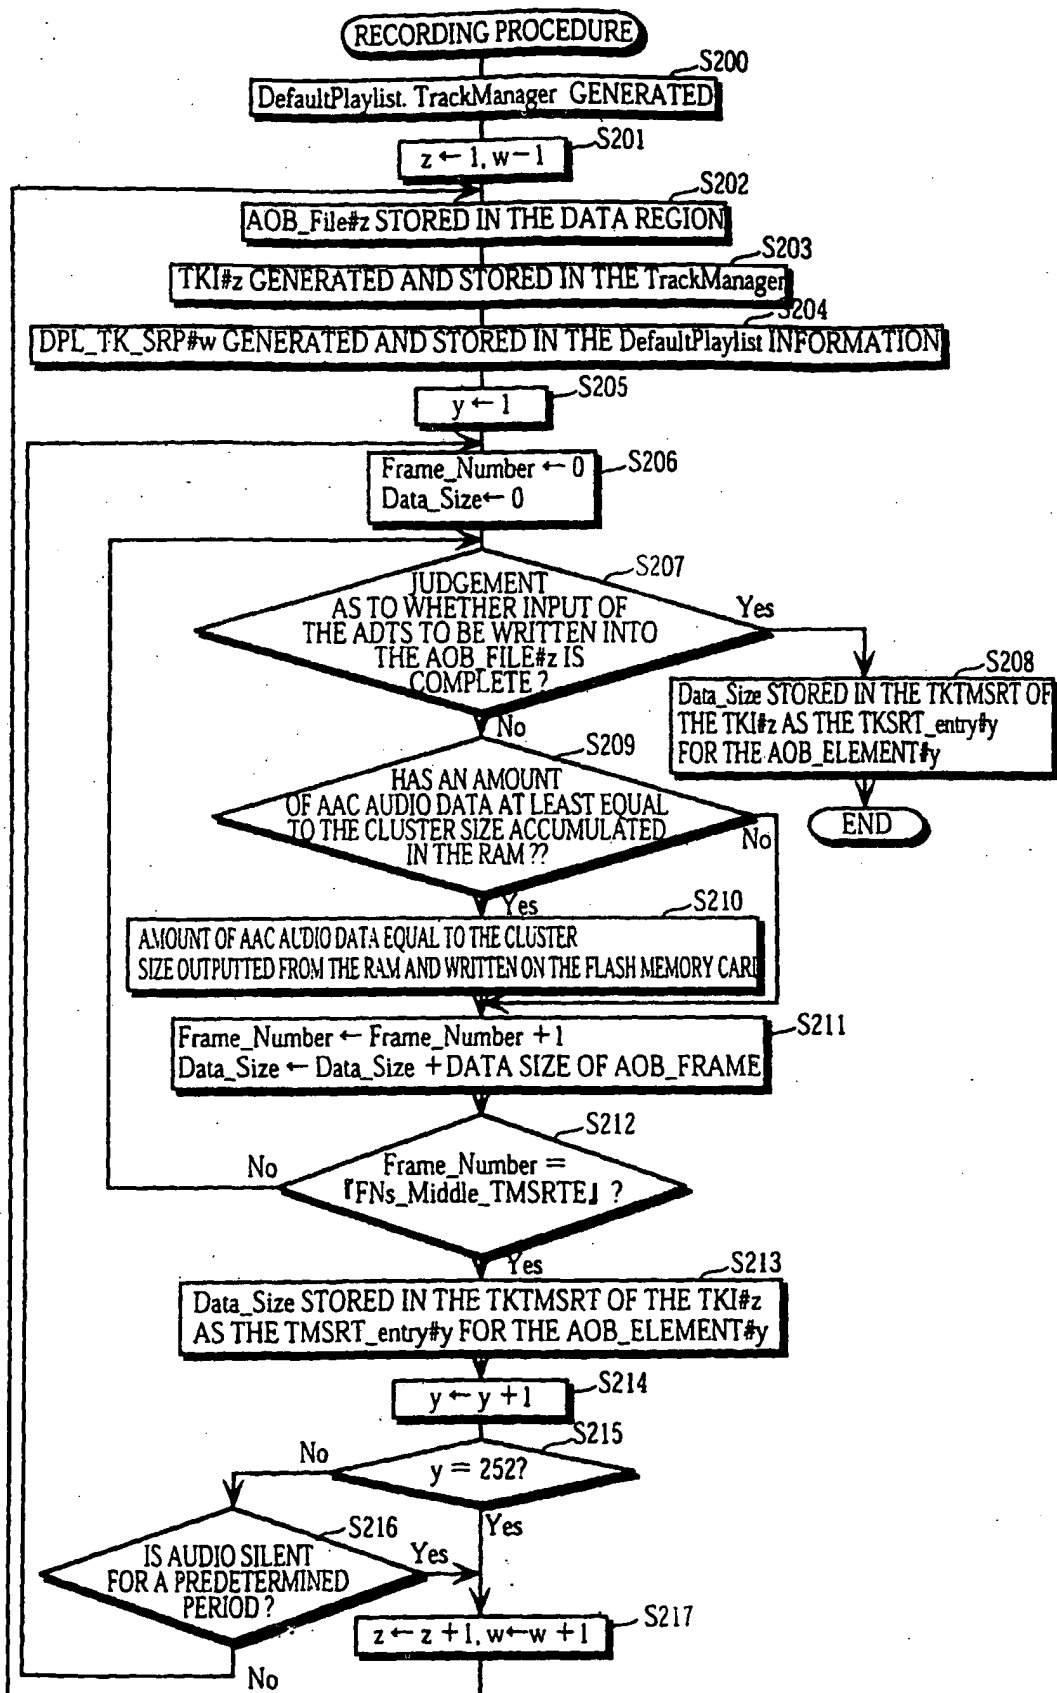 RECORDING PROCEDURE
S200
DefaultPlaylist. TrackManager GENERATED
S201
z ← 1, w−1
S202
AOB_File#z STORED IN THE DATA REGION
S203
TKI#z GENERATED AND STORED IN THE TrackManager
S204
DPL_TK_SRP#w GENERATED AND STORED IN THE DefaultPlaylist INFORMATION
S205
y ← 1
S206
Frame_Number ← 0
Data_Size← 0
S207
JUDGEMENT
AS TO WHETHER INPUT OF
THE ADTS TO BE WRITTEN INTO
THE AOB_FILE#z IS
COMPLETE ?
Yes
No
S208
Data_Size STORED IN THE TKTMSRT OF
THE TKI#z AS THE TKSRT_entry#y
FOR THE AOB_ELEMENT#y
END
S209
HAS AN AMOUNT
OF AAC AUDIO DATA AT LEAST EQUAL
TO THE CLUSTER SIZE ACCUMULATED
IN THE RAM ??
No
Yes
S210
AMOUNT OF AAC AUDIO DATA EQUAL TO THE CLUSTER
SIZE OUTPUTTED FROM THE RAM AND WRITTEN ON THE FLASH MEMORY CARD
S211
Frame_Number ← Frame_Number +1
Data_Size ← Data_Size +DATA SIZE OF AOB_FRAME
S212
Frame_Number =
『FNs_Middle_TMSRTE』 ?
No
Yes
S213
Data_Size STORED IN THE TKTMSRT OF THE TKI#z
AS THE TMSRT_entry#y FOR THE AOB_ELEMENT#y
S214
y ← y +1
S215
y = 252?
No
Yes
S216
IS AUDIO SILENT
FOR A PREDETERMINED
PERIOD ?
Yes
No
S217
z ← z +1, w←w +1